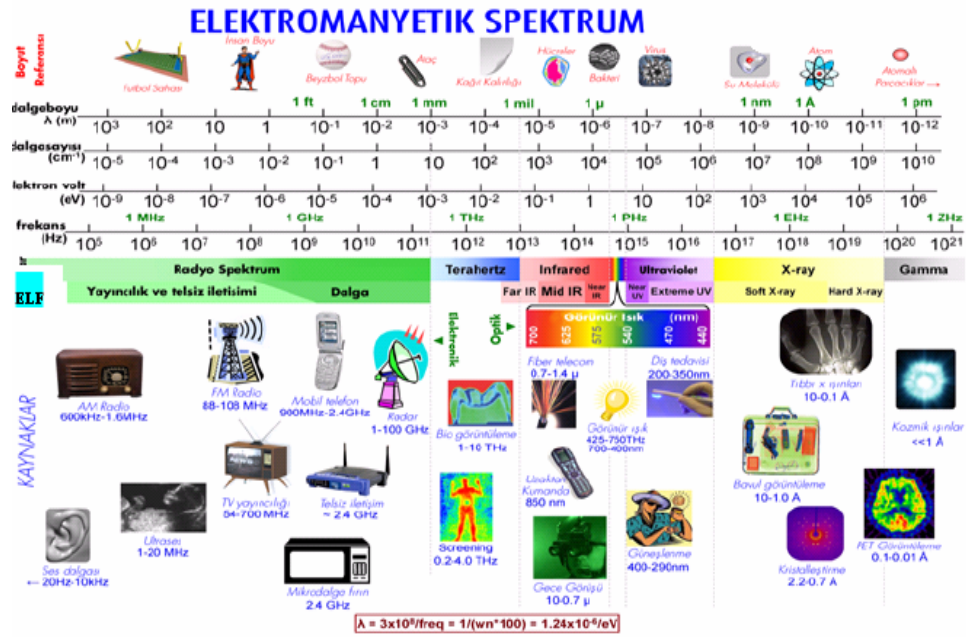 ELEKTROMANYETIK SPEKTRUM
Boyut Referansı
Futbol Sahası
İnsan Boyu
Beyzbol Topu
Ataç
Kağıt Kalınlığı
Hücreler
Bakteri
Virus
Su Molekülü
Atom
Atomaltı Parçacıklar →
dalgeboyu λ (m)
1 ft 1 cm 1 mm 1 mil 1 µ 1 nm 1 Å 1 pm
10³ 10² 10 1 10⁻¹ 10⁻² 10⁻³ 10⁻⁴ 10⁻⁵ 10⁻⁶ 10⁻⁷ 10⁻⁸ 10⁻⁹ 10⁻¹⁰ 10⁻¹¹ 10⁻¹²
dalgesayısı (cm⁻¹)
10⁻⁵ 10⁻⁴ 10⁻³ 10⁻² 10⁻¹ 1 10 10² 10³ 10⁴ 10⁵ 10⁶ 10⁷ 10⁸ 10⁹ 10¹⁰
lektron volt (eV)
10⁻⁹ 10⁻⁸ 10⁻⁷ 10⁻⁶ 10⁻⁵ 10⁻⁴ 10⁻³ 10⁻² 10⁻¹ 1 10 10² 10³ 10⁴ 10⁵ 10⁶
frekans (Hz)
1 MHz 1 GHz 1 THz 1 PHz 1 EHz 1 ZHz
10⁵ 10⁶ 10⁷ 10⁸ 10⁹ 10¹⁰ 10¹¹ 10¹² 10¹³ 10¹⁴ 10¹⁵ 10¹⁶ 10¹⁷ 10¹⁸ 10¹⁹ 10²⁰ 10²¹
Radyo Spektrum Terahertz Infrared Ultraviolet X-ray Gamma
ELF
Yayıncılık ve telsiz iletişimi Dalga Far IR Mid IR Near IR Near UV Extreme UV Soft X-ray Hard X-ray
Elektronik
Optik
Görünür Işık (nm)
700 625 575 540 470 440
KAYNAKLAR
AM Radio
600kHz-1.6MHz
FM Radio
88-108 MHz
Mobil telefon
900MHz-2.4GHz
Radar
1-100 GHz
Bio görüntüleme
1-10 THz
Fiber telecom
0.7-1.4 µ
Görünür ışık
425-750THz
700-400nm
Diş tedavisi
200-350nm
Tıbbi x ışınları
10-0.1 Å
Kozmik ışınlar
<<1 Å
Ses dalgası
← 20Hz-10kHz
Ultrases
1-20 MHz
TV yayıncılığı
54-700 MHz
Telsiz iletişim
~ 2.4 GHz
Mikrodalga fırın
2.4 GHz
Screening
0.2-4.0 THz
Uzaktan Kumanda
850 nm
Gece Görüşü
10-0.7 µ
Güneşlenme
400-290nm
Bavul görüntüleme
10-1.0 Å
Kristalleştirme
2.2-0.7 Å
PET Görüntüleme
0.1-0.01 Å
λ = 3x10⁸/freq = 1/(wn*100) = 1.24x10⁻⁶/eV